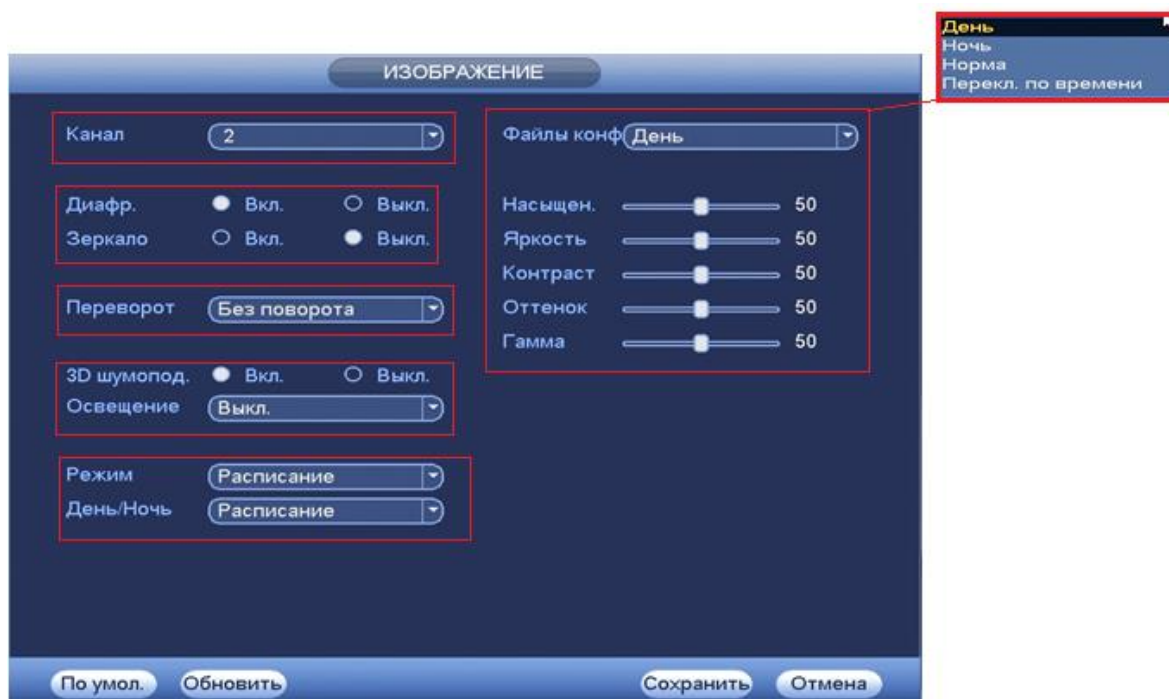 ИЗОБРАЖЕНИЕ
День
Ночь
Норма
Перекл. по времени
Канал 2
Диафр. Вкл. Выкл.
Зеркало Вкл. Выкл.
Переворот Без поворота
3D шумопод. Вкл. Выкл.
Освещение Выкл.
Режим Расписание
День/Ночь Расписание
Файлы конф День
Насыщен. 50
Яркость 50
Контраст 50
Оттенок 50
Гамма 50
По умол. Обновить Сохранить Отмена